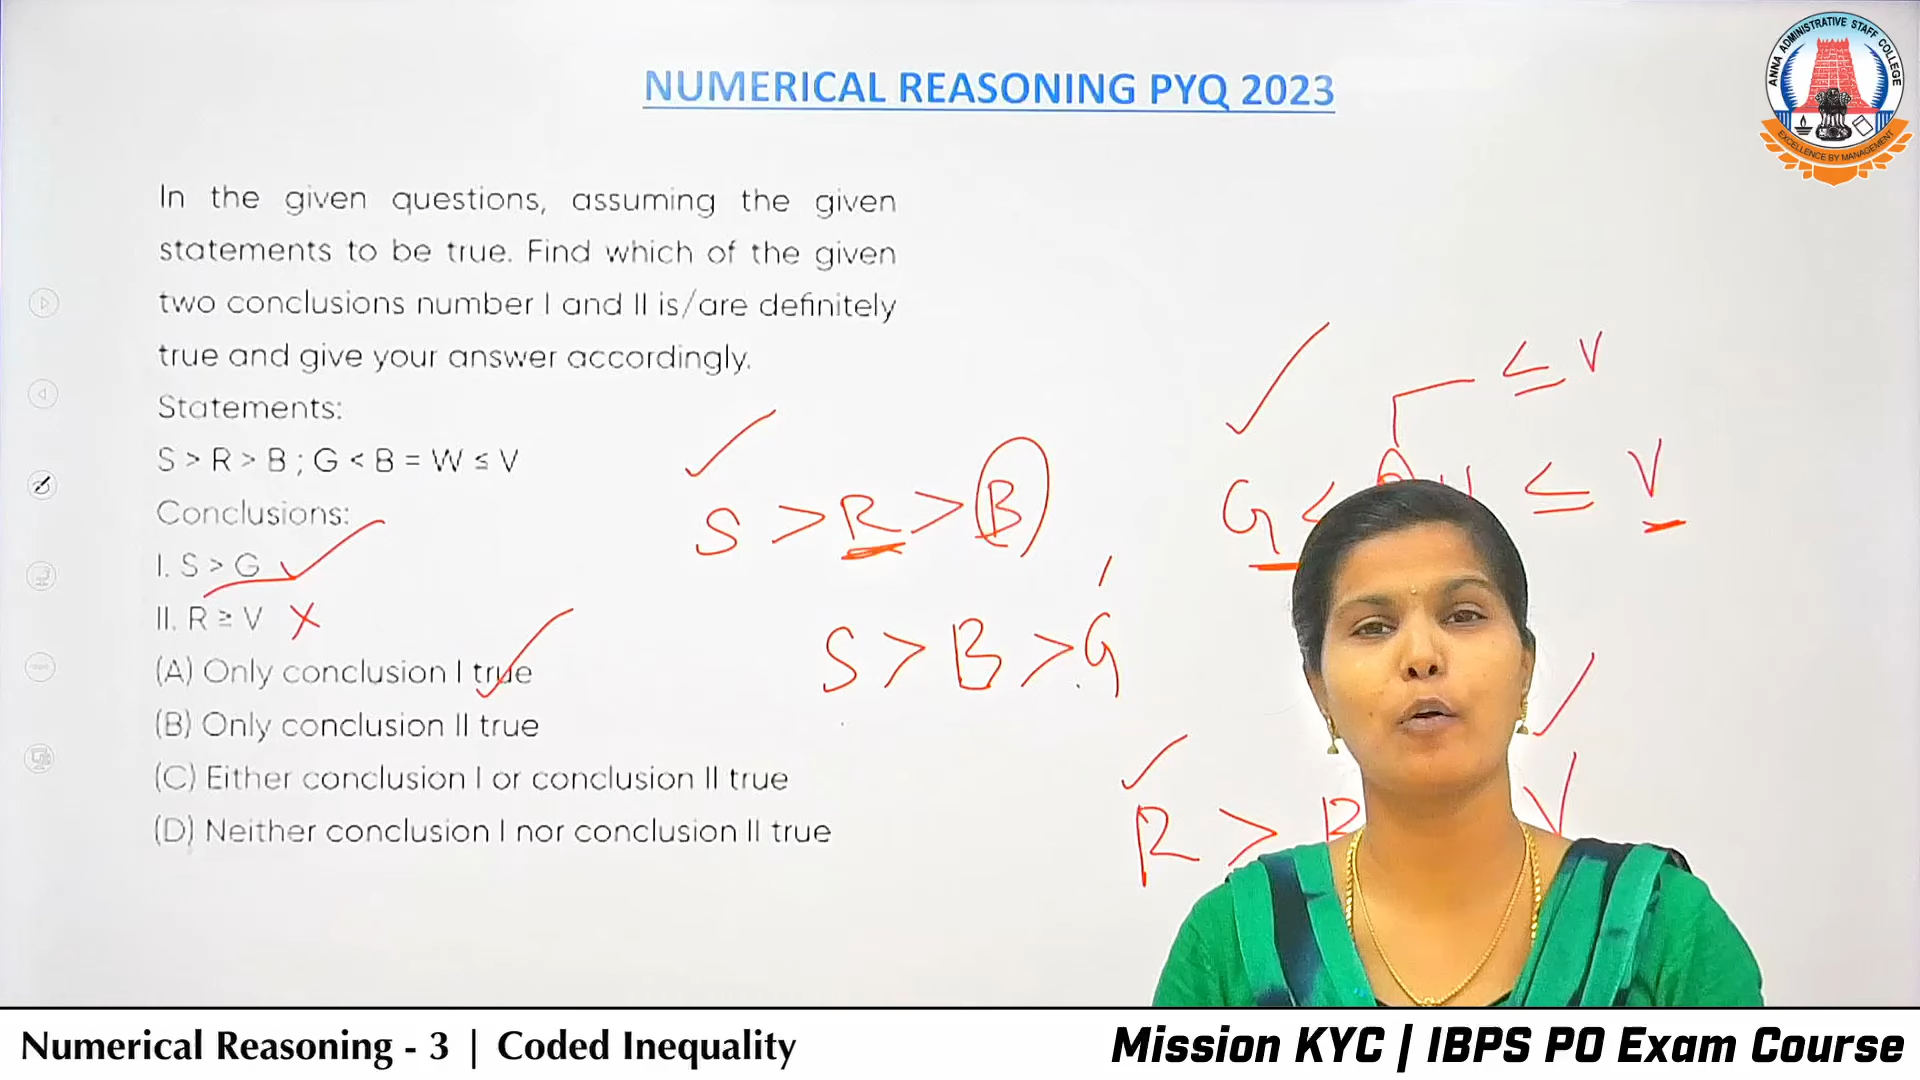 NUMERICAL REASONING PYQ 2023
ANNA ADMINISTRATIVE STAFF COLLEGE
EXCELLENCE BY MANAGEMENT
In the given questions, assuming the given
statements to be true. Find which of the given
two conclusions number I and II is/are definitely
true and give your answer accordingly.
Statements:
S > R > B ; G < B = W ≤ V
Conclusions:
I. S > G
II. R ≥ V X
(A) Only conclusion I true
(B) Only conclusion II true
(C) Either conclusion I or conclusion II true
(D) Neither conclusion I nor conclusion II true
S > R > B
≤ V
G < ≤ V
S > B > G
R > B V
Numerical Reasoning - 3 | Coded Inequality
Mission KYC | IBPS PO Exam Course